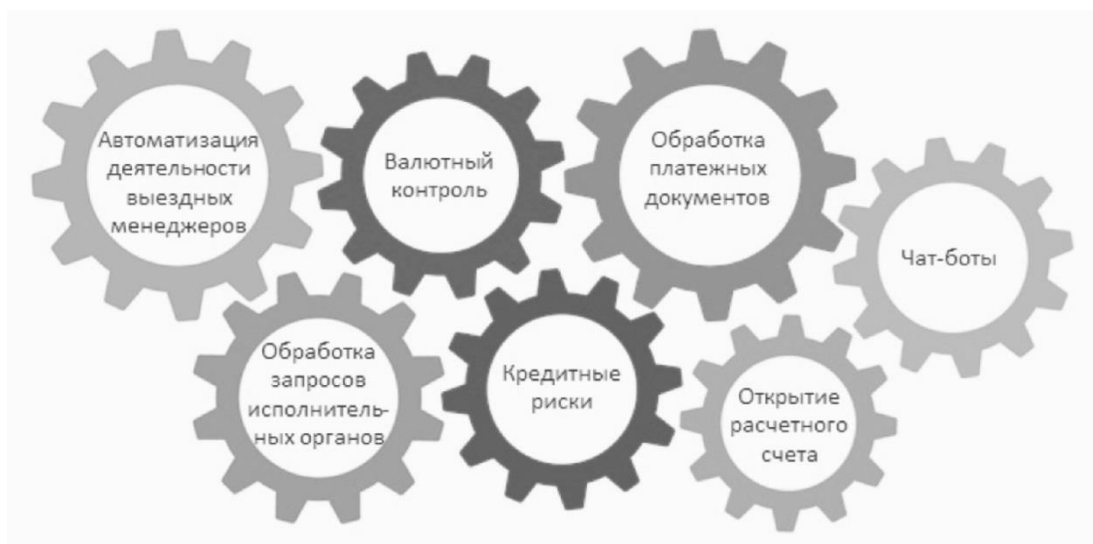 Автоматизация
деятельности
выездных
менеджеров
Валютный
контроль
Обработка
платежных
документов
Чат-боты
Обработка
запросов
исполнитель-
ных органов
Кредитные
риски
Открытие
расчетного
счета